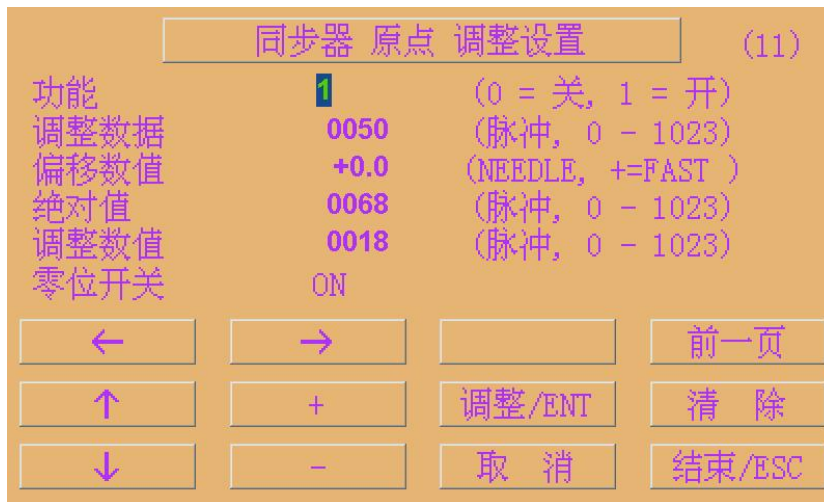 同步器 原点 调整设置 (11)
功能 1 (0 = 关, 1 = 开)
调整数据 0050 (脉冲, 0 - 1023)
偏移数值 +0.0 (NEEDLE, +=FAST )
绝对值 0068 (脉冲, 0 - 1023)
调整数值 0018 (脉冲, 0 - 1023)
零位开关 ON
← → 前一页
↑ + 调整/ENT 清 除
↓ - 取 消 结束/ESC